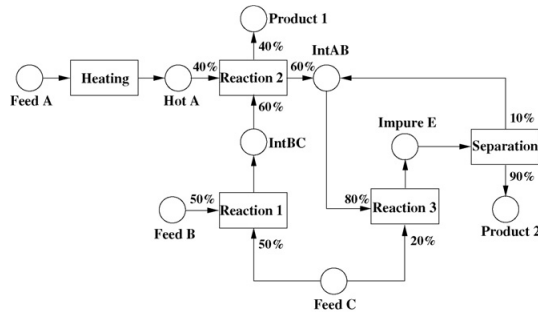 Product 1
40%
IntAB
40%
Reaction 2
60%
Heating
Feed A
Hot A
60%
10%
Impure E
Separation
IntBC
90%
50%
Reaction 1
80%
Reaction 3
Feed B
50%
20%
Product 2
Feed C